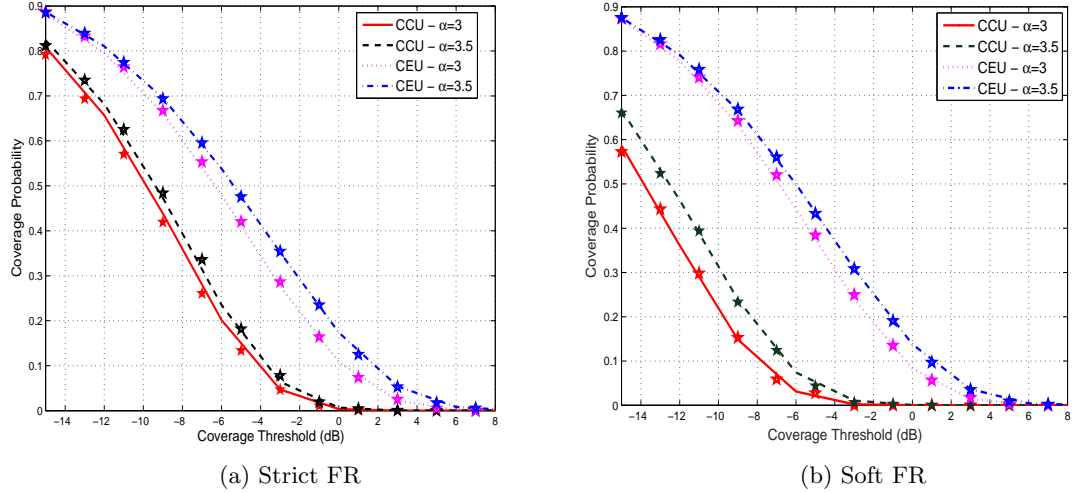 0.9
0.8
0.7
0.6
0.5
0.4
0.3
0.2
0.1
0
Coverage Probability
−14 −12 −10 −8 −6 −4 −2 0 2 4 6 8
Coverage Threshold (dB)
CCU − α=3
CCU − α=3.5
CEU − α=3
CEU − α=3.5
(a) Strict FR
0.9
0.8
0.7
0.6
0.5
0.4
0.3
0.2
0.1
0
Coverage Probability
−14 −12 −10 −8 −6 −4 −2 0 2 4 6 8
Coverage Threshold (dB)
CCU − α=3
CCU − α=3.5
CEU − α=3
CEU − α=3.5
(b) Soft FR